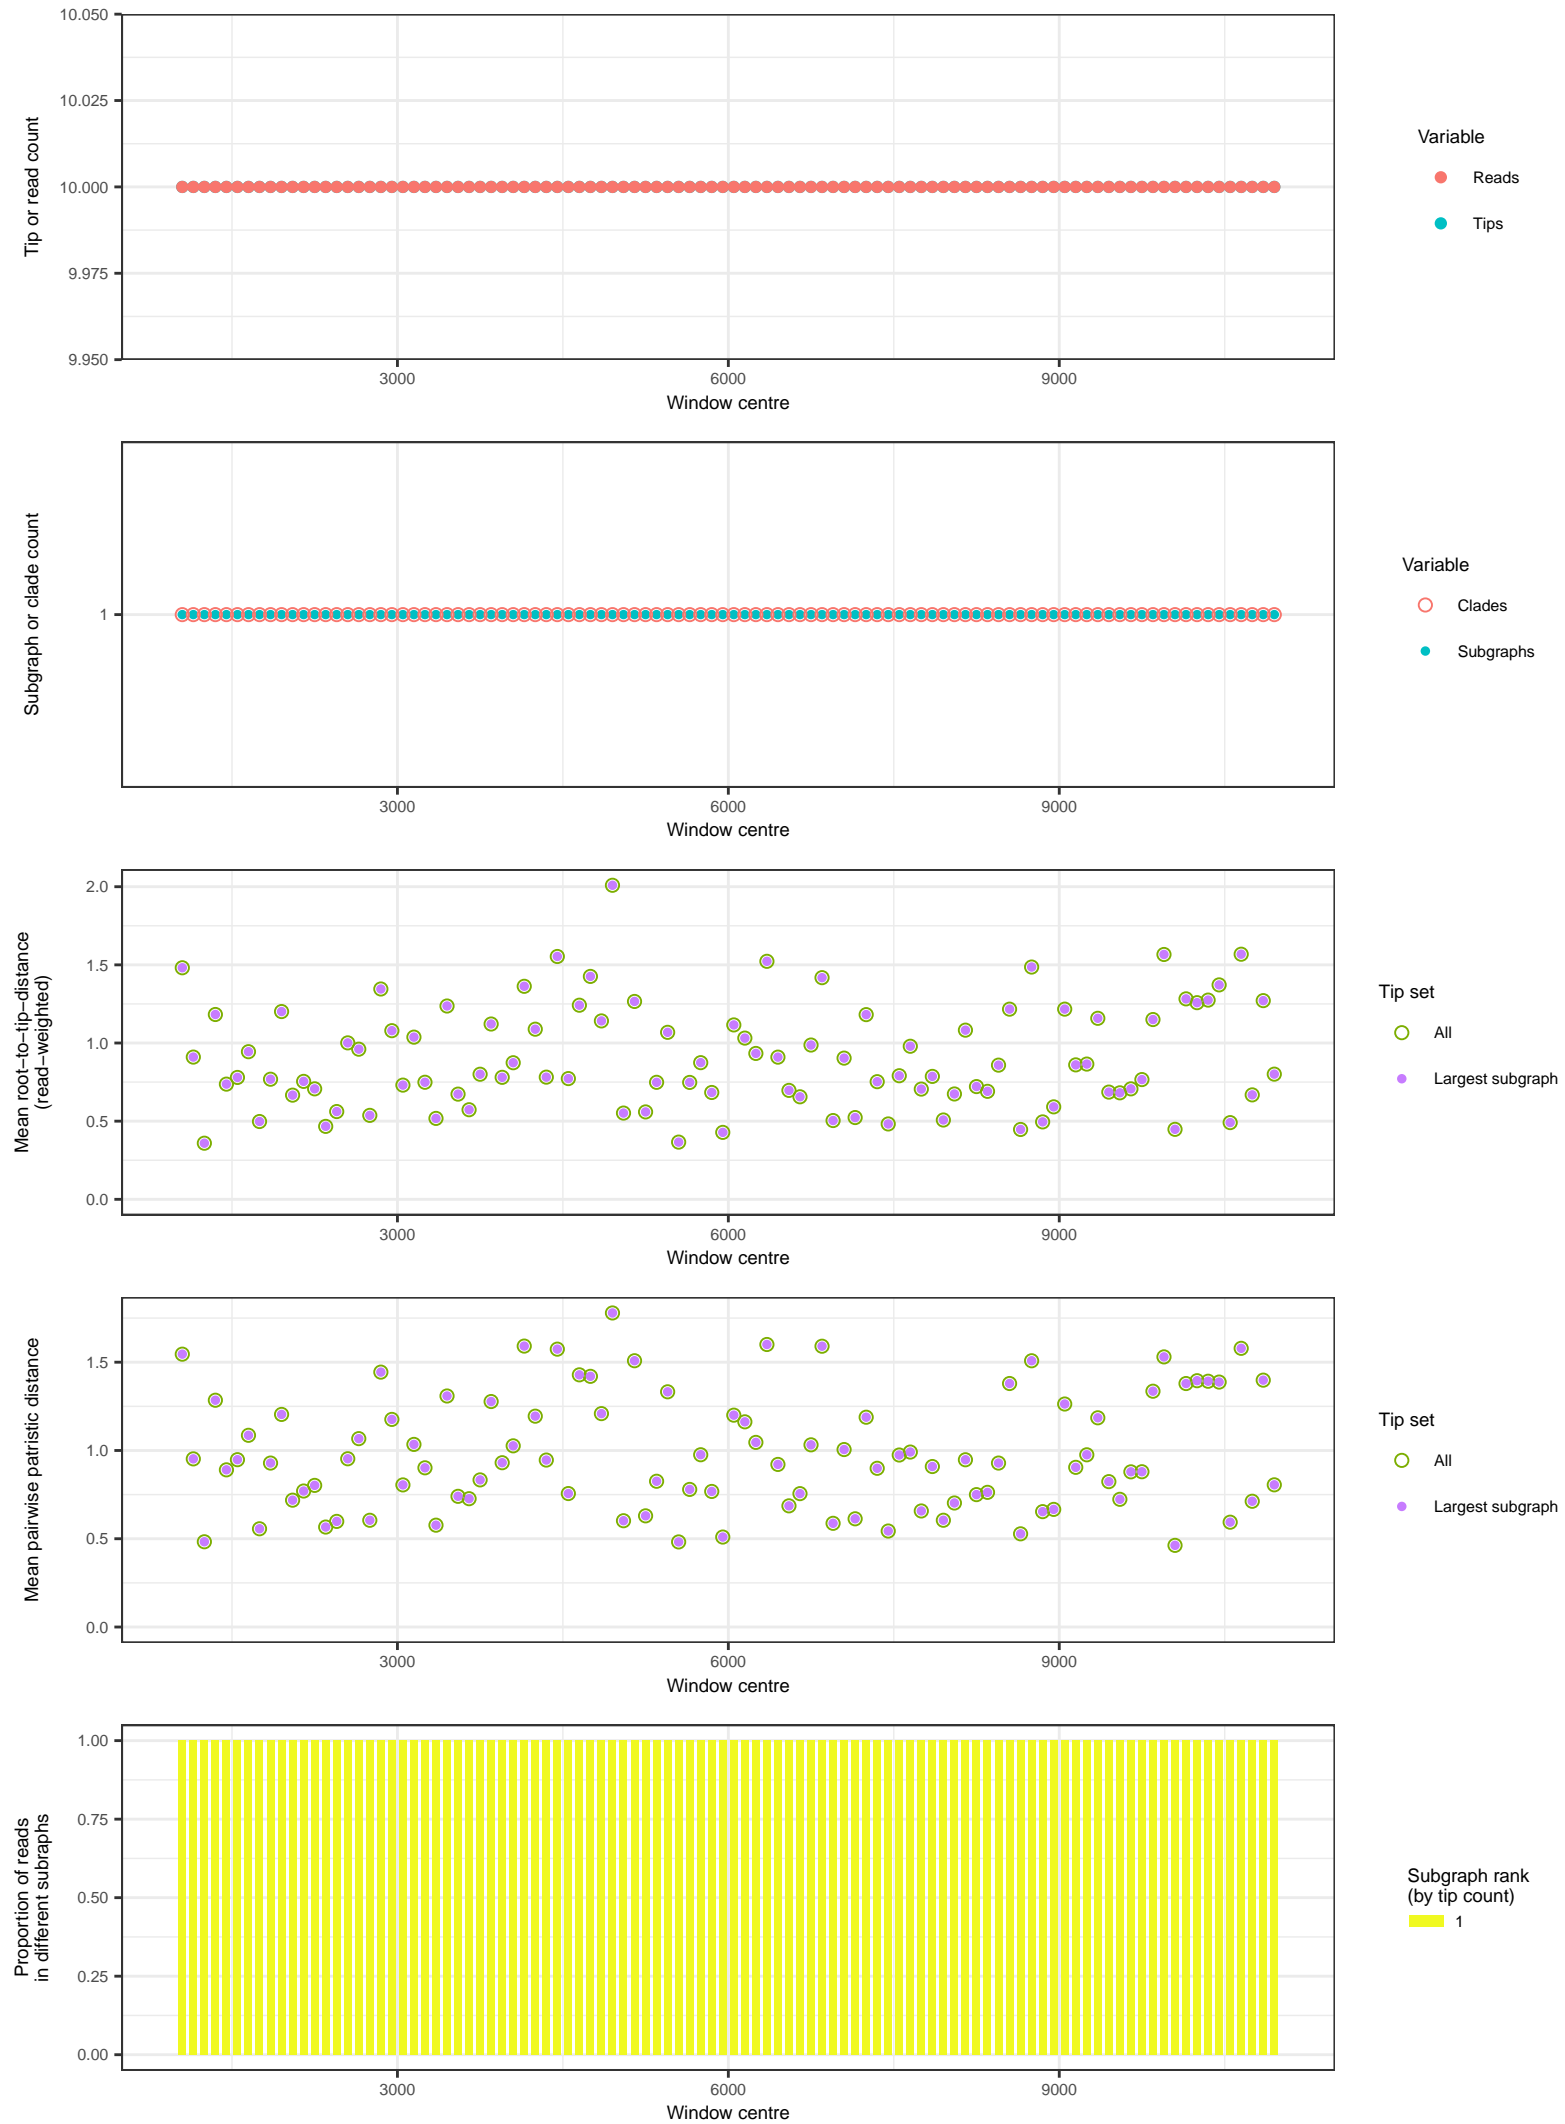 10.050
10.025
10.000
9.975
9.950
Tip or read count
3000 6000 9000
Window centre
Variable
Reads
Tips
1
Subgraph or clade count
3000 6000 9000
Window centre
Variable
Clades
Subgraphs
2.0
1.5
1.0
0.5
0.0
Mean root−to−tip−distance
(read−weighted)
3000 6000 9000
Window centre
Tip set
All
Largest subgraph
1.5
1.0
0.5
0.0
Mean pairwise patristic distance
3000 6000 9000
Window centre
Tip set
All
Largest subgraph
1.00
0.75
0.50
0.25
0.00
Proportion of reads
in different subraphs
3000 6000 9000
Window centre
Subgraph rank
(by tip count)
1